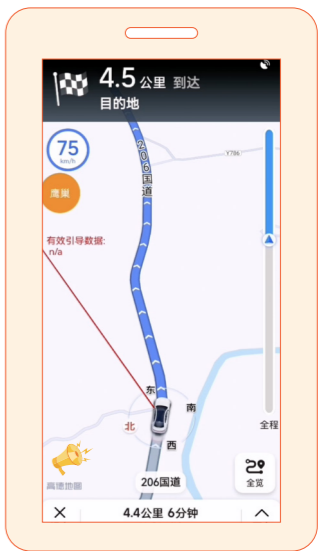 4.5 公里 到达
目的地
75
km/h
鹰巢
206国道
Y786
有效引导数据:
n/a
东
南
北
西
全程
高德地图
206国道
全览
4.4公里 6分钟